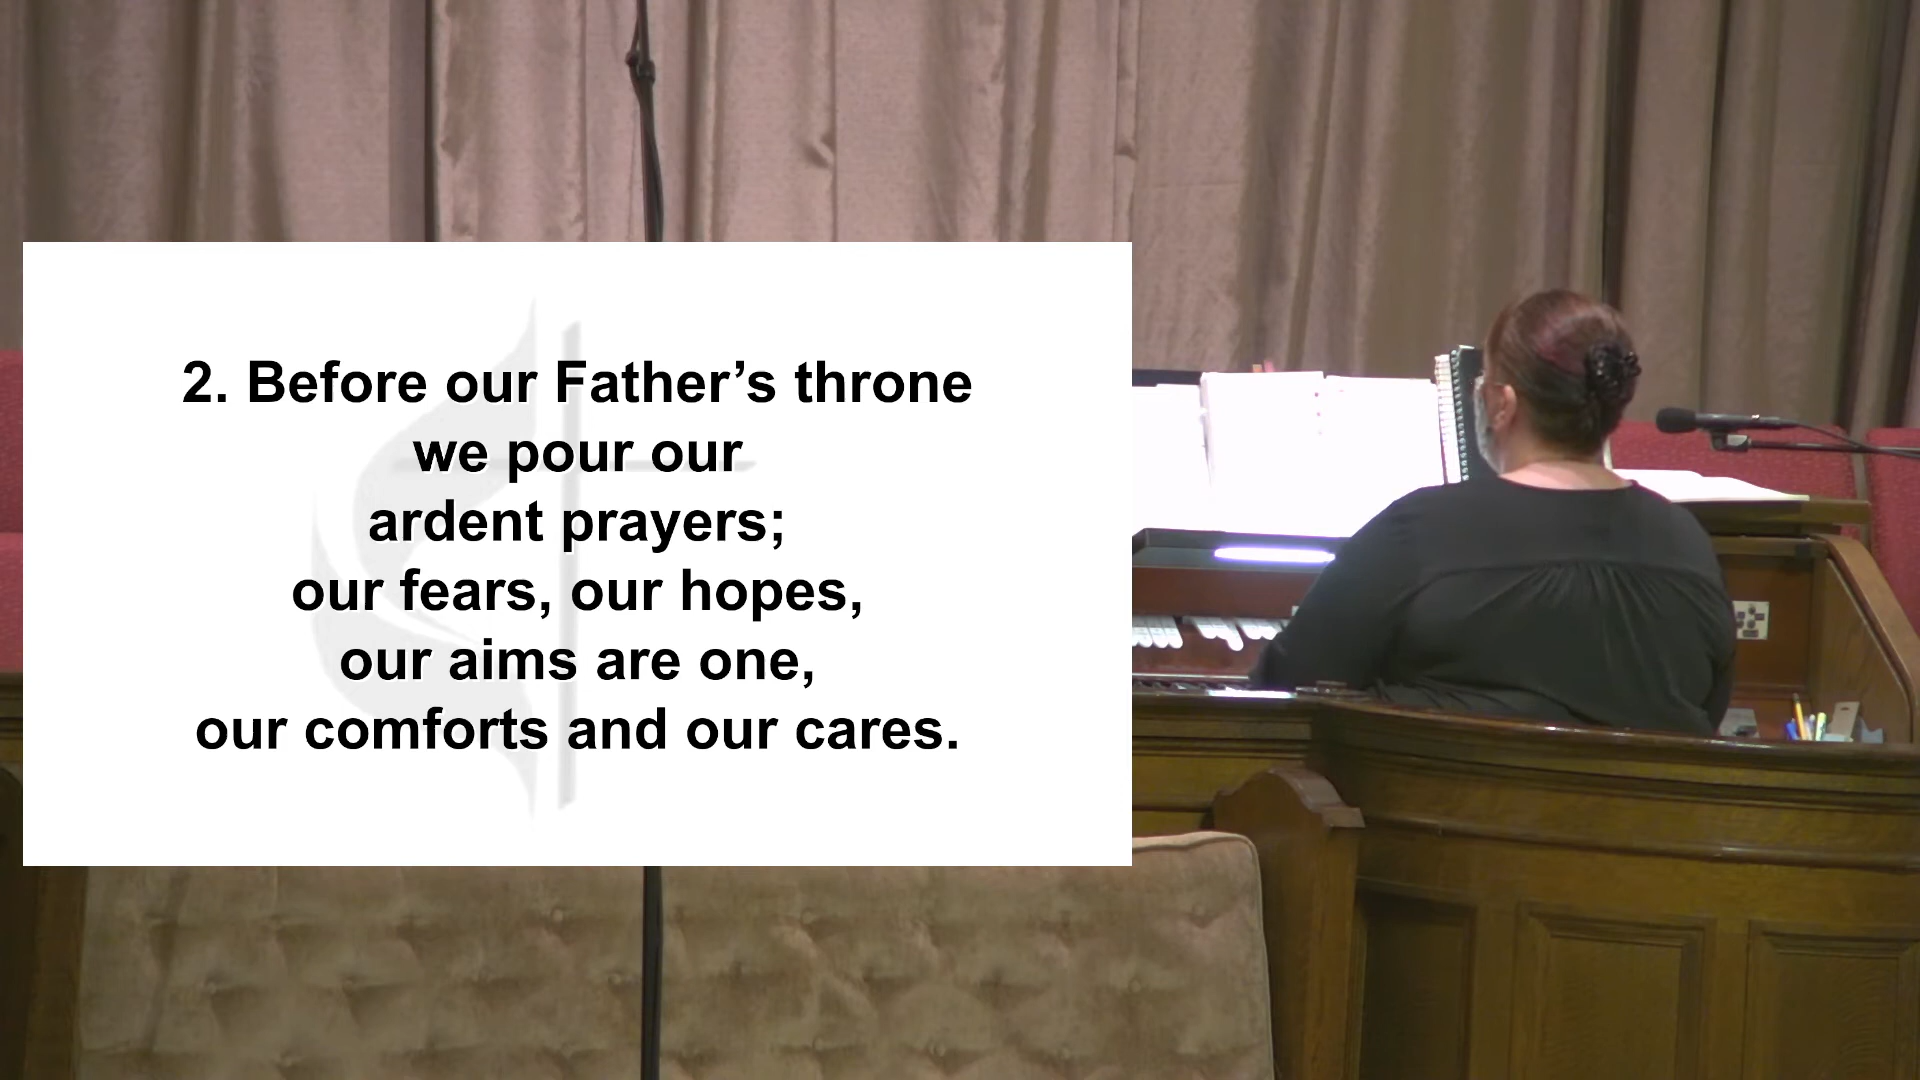 2. Before our Father’s throne
we pour our
ardent prayers;
our fears, our hopes,
our aims are one,
our comforts and our cares.